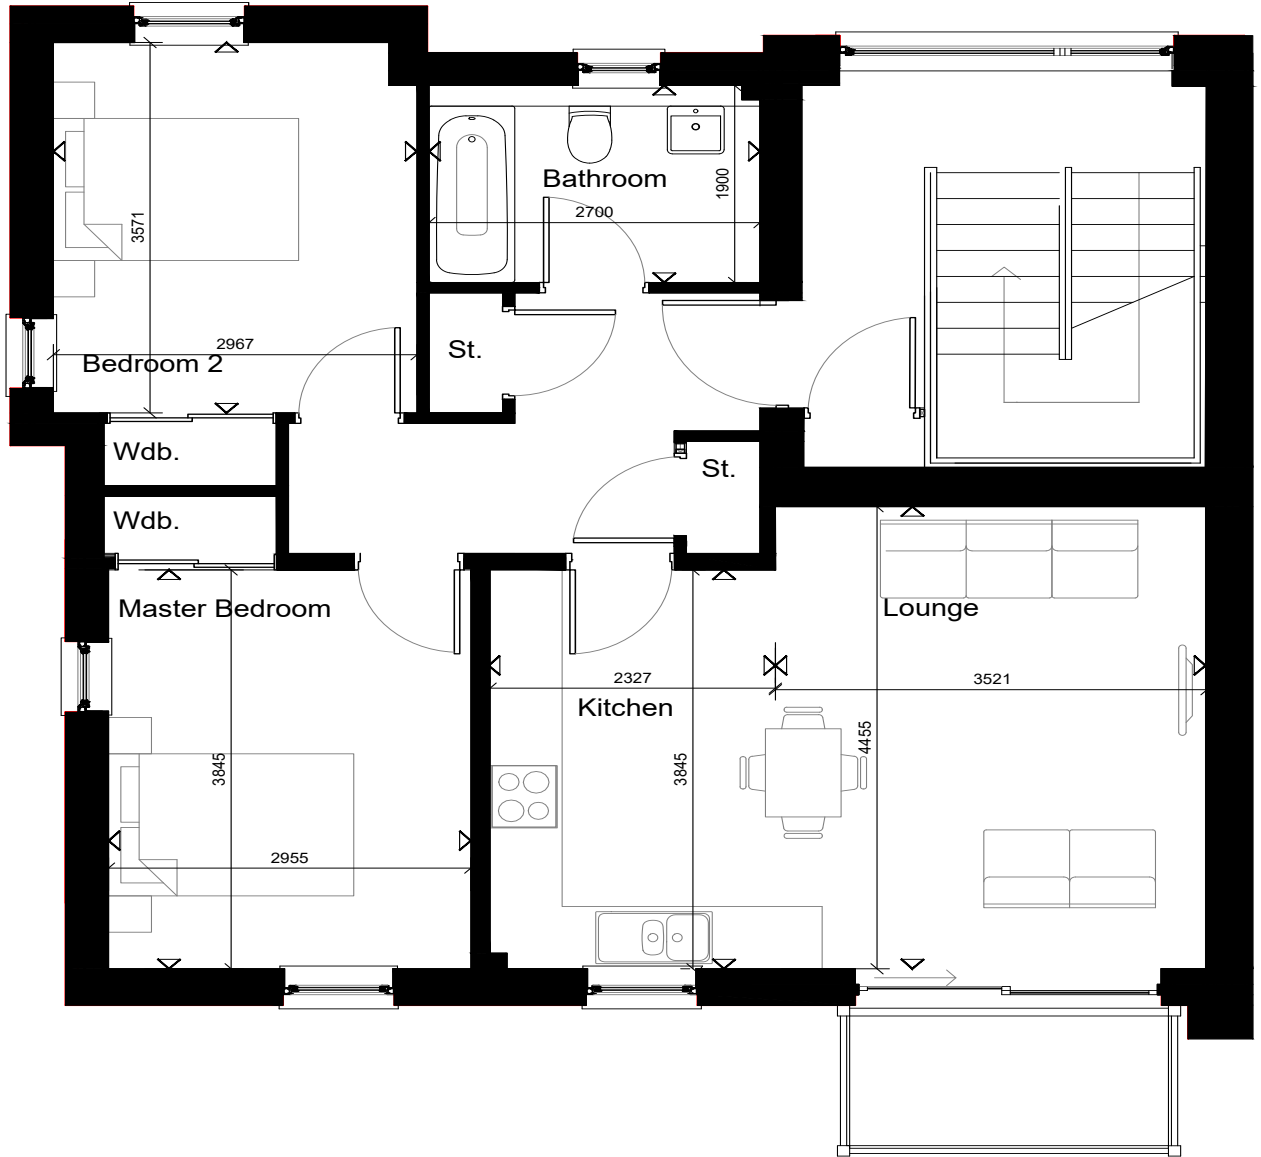 Bathroom
1900
2700
3571
2967
Bedroom 2
St.
Wdb.
St.
Wdb.
Master Bedroom
Lounge
2327
3521
Kitchen
4455
3845
3845
2955